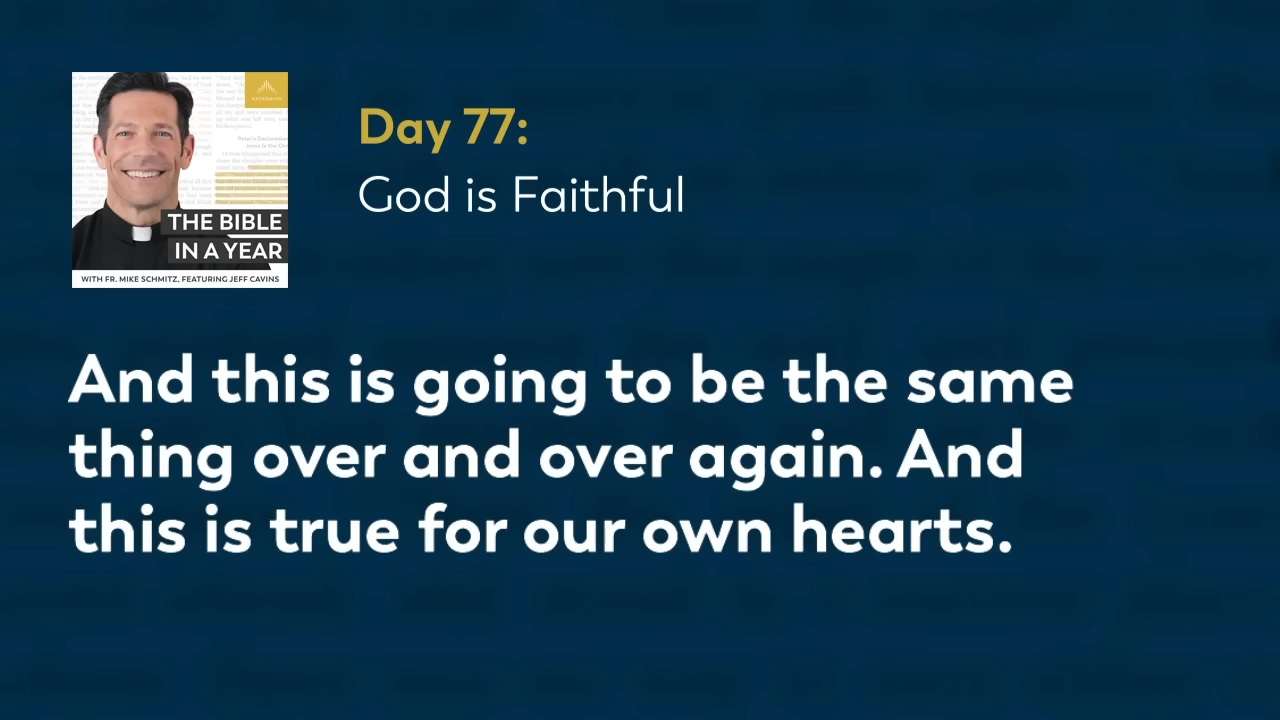 Day 77:
God is Faithful
ASCENSION
THE BIBLE
IN A YEAR
WITH FR. MIKE SCHMITZ, FEATURING JEFF CAVINS
And this is going to be the same
thing over and over again. And
this is true for our own hearts.